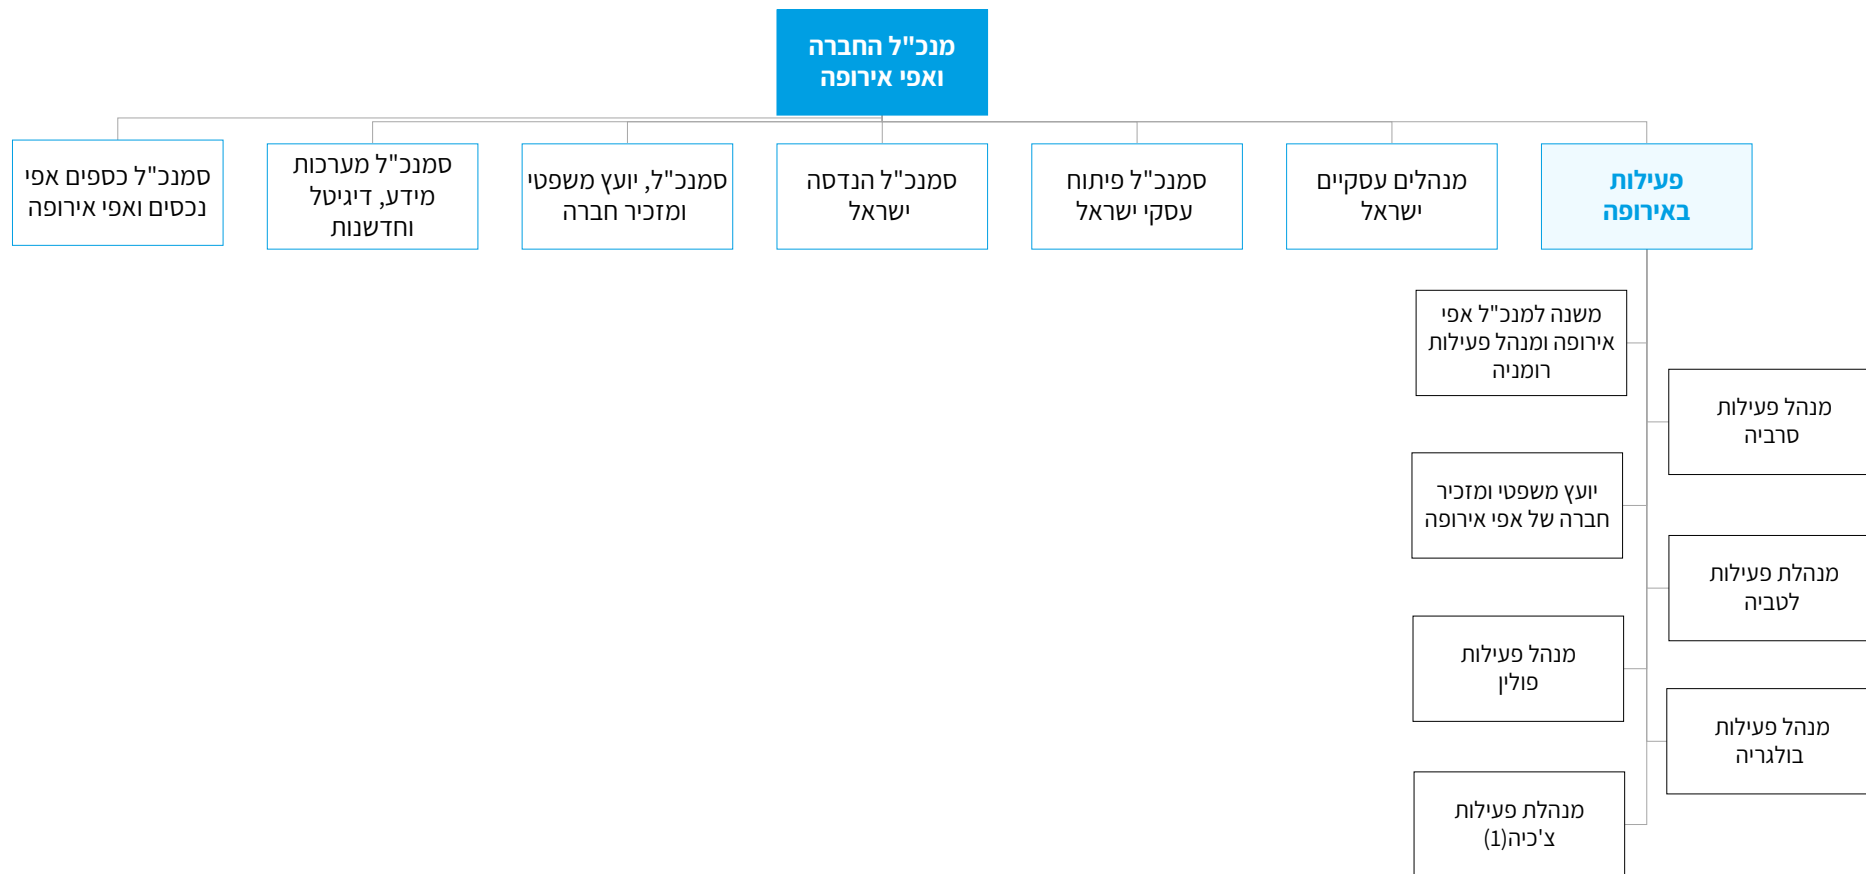 מנכ"ל החברה
ואפי אירופה
פעילות
באירופה
מנהלים עסקיים
ישראל
סמנכ"ל פיתוח
עסקי ישראל
סמנכ"ל הנדסה
ישראל
סמנכ"ל, יועץ משפטי
ומזכיר חברה
סמנכ"ל מערכות
מידע, דיגיטל
וחדשנות
סמנכ"ל כספים אפי
נכסים ואפי אירופה
משנה למנכ"ל אפי
אירופה ומנהל פעילות
רומניה
מנהל פעילות
סרביה
יועץ משפטי ומזכיר
חברה של אפי אירופה
מנהלת פעילות
לטביה
מנהל פעילות
פולין
מנהל פעילות
בולגריה
מנהלת פעילות
צ'כיה(1)